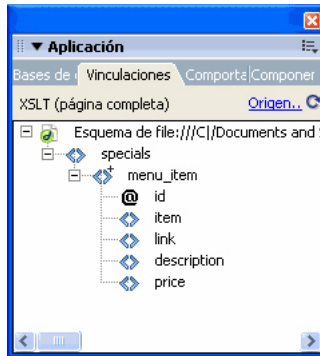 Aplicación
Bases de Vinculaciones Comporta Componer
XSLT (página completa) Origen..
Esquema de file:///C|/Documents and
specials
menu_item
@ id
item
link
description
price